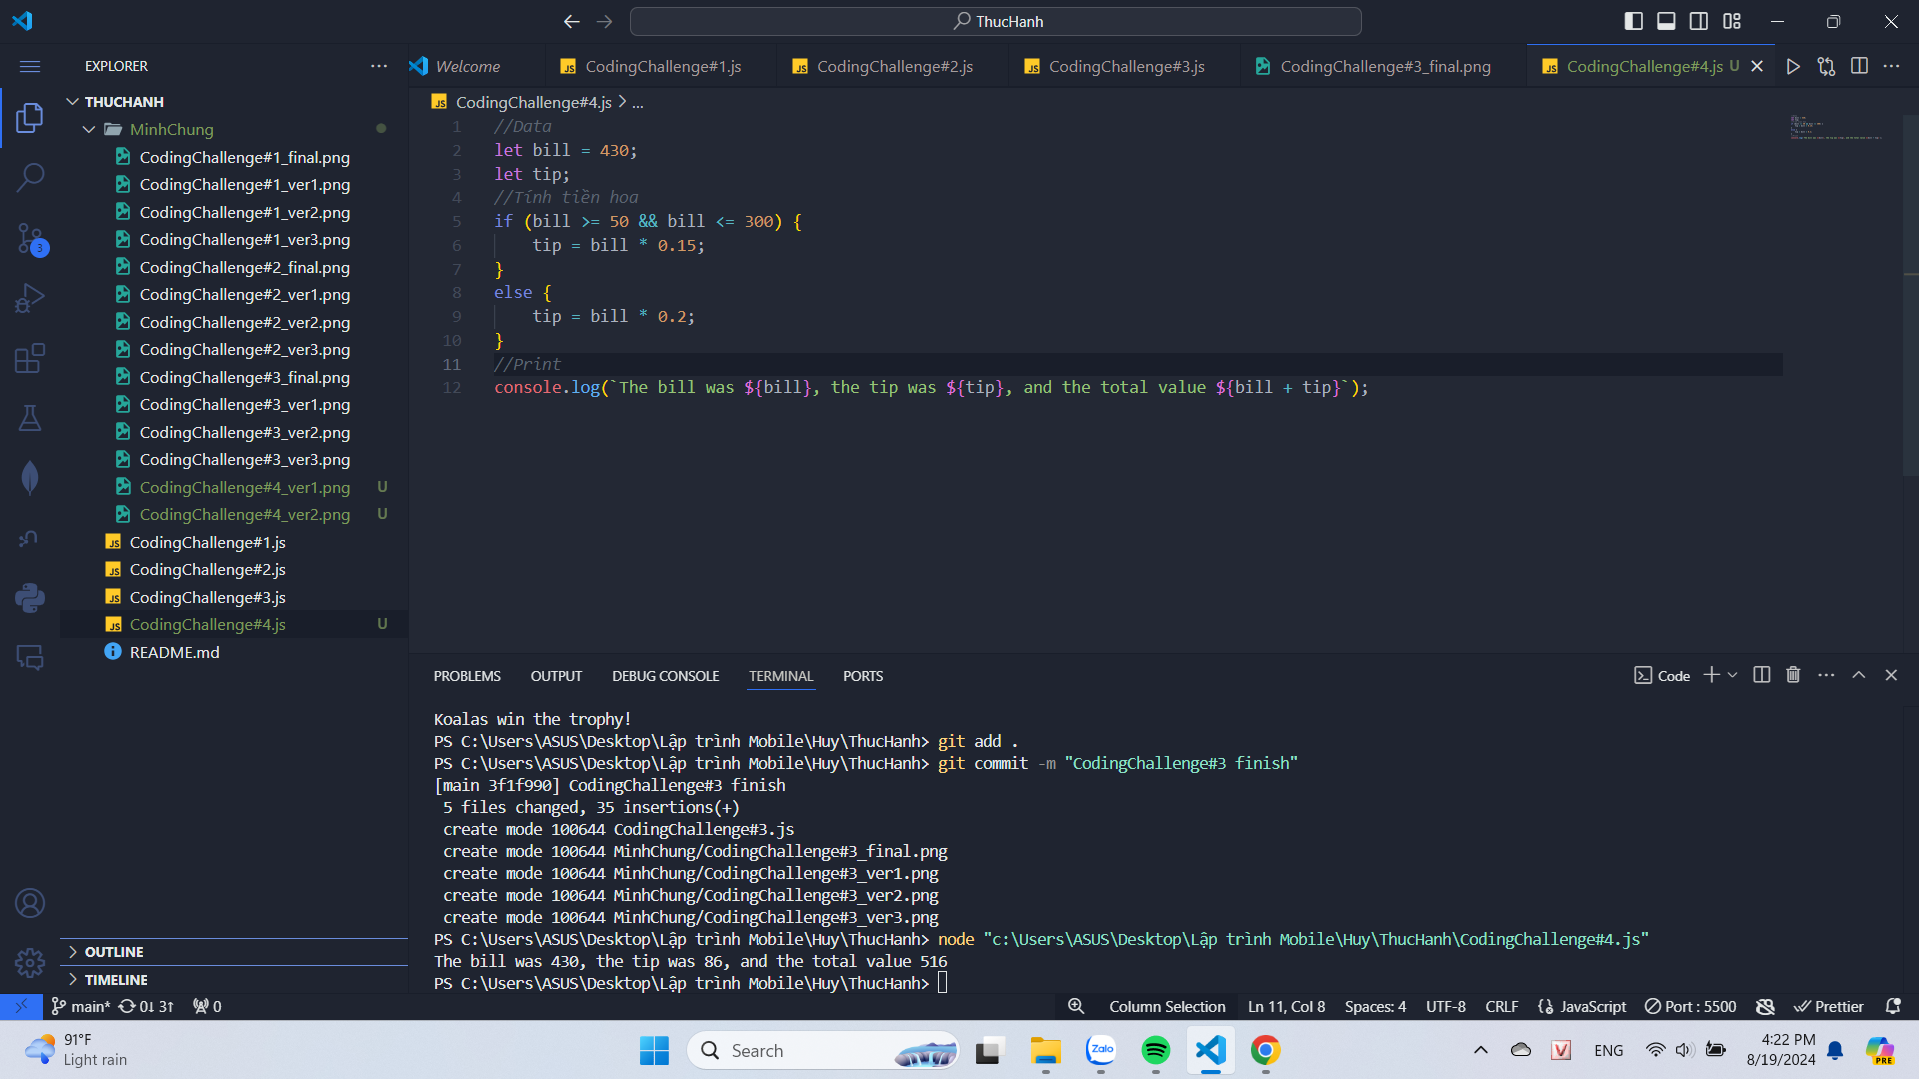 ThucHanh
EXPLORER
Welcome
CodingChallenge#1.js
CodingChallenge#2.js
CodingChallenge#3.js
CodingChallenge#3_final.png
CodingChallenge#4.js U
THUCHANH
MinhChung
CodingChallenge#1_final.png
CodingChallenge#1_ver1.png
CodingChallenge#1_ver2.png
CodingChallenge#1_ver3.png
CodingChallenge#2_final.png
CodingChallenge#2_ver1.png
CodingChallenge#2_ver2.png
CodingChallenge#2_ver3.png
CodingChallenge#3_final.png
CodingChallenge#3_ver1.png
CodingChallenge#3_ver2.png
CodingChallenge#3_ver3.png
CodingChallenge#4_ver1.png U
CodingChallenge#4_ver2.png U
JS CodingChallenge#1.js
JS CodingChallenge#2.js
JS CodingChallenge#3.js
JS CodingChallenge#4.js U
README.md
3
OUTLINE
TIMELINE
JS CodingChallenge#4.js > ...
1 //Data
2 let bill = 430;
3 let tip;
4 //Tính tiền hoa
5 if (bill >= 50 && bill <= 300) {
6 tip = bill * 0.15;
7 }
8 else {
9 tip = bill * 0.2;
10 }
11 //Print
12 console.log(`The bill was ${bill}, the tip was ${tip}, and the total value ${bill + tip}`);
PROBLEMS OUTPUT DEBUG CONSOLE TERMINAL PORTS
Code
Koalas win the trophy!
PS C:\Users\ASUS\Desktop\Lập trình Mobile\Huy\ThucHanh> git add .
PS C:\Users\ASUS\Desktop\Lập trình Mobile\Huy\ThucHanh> git commit -m "CodingChallenge#3 finish"
[main 3f1f990] CodingChallenge#3 finish
5 files changed, 35 insertions(+)
create mode 100644 CodingChallenge#3.js
create mode 100644 MinhChung/CodingChallenge#3_final.png
create mode 100644 MinhChung/CodingChallenge#3_ver1.png
create mode 100644 MinhChung/CodingChallenge#3_ver2.png
create mode 100644 MinhChung/CodingChallenge#3_ver3.png
PS C:\Users\ASUS\Desktop\Lập trình Mobile\Huy\ThucHanh> node "c:\Users\ASUS\Desktop\Lập trình Mobile\Huy\ThucHanh\CodingChallenge#4.js"
The bill was 430, the tip was 86, and the total value 516
PS C:\Users\ASUS\Desktop\Lập trình Mobile\Huy\ThucHanh>
main* 0↓ 3↑ 0
Column Selection Ln 11, Col 8 Spaces: 4 UTF-8 CRLF {} JavaScript Port : 5500 Prettier
91°F
Light rain
Search
Zalo
V
ENG
4:22 PM
8/19/2024
PRE